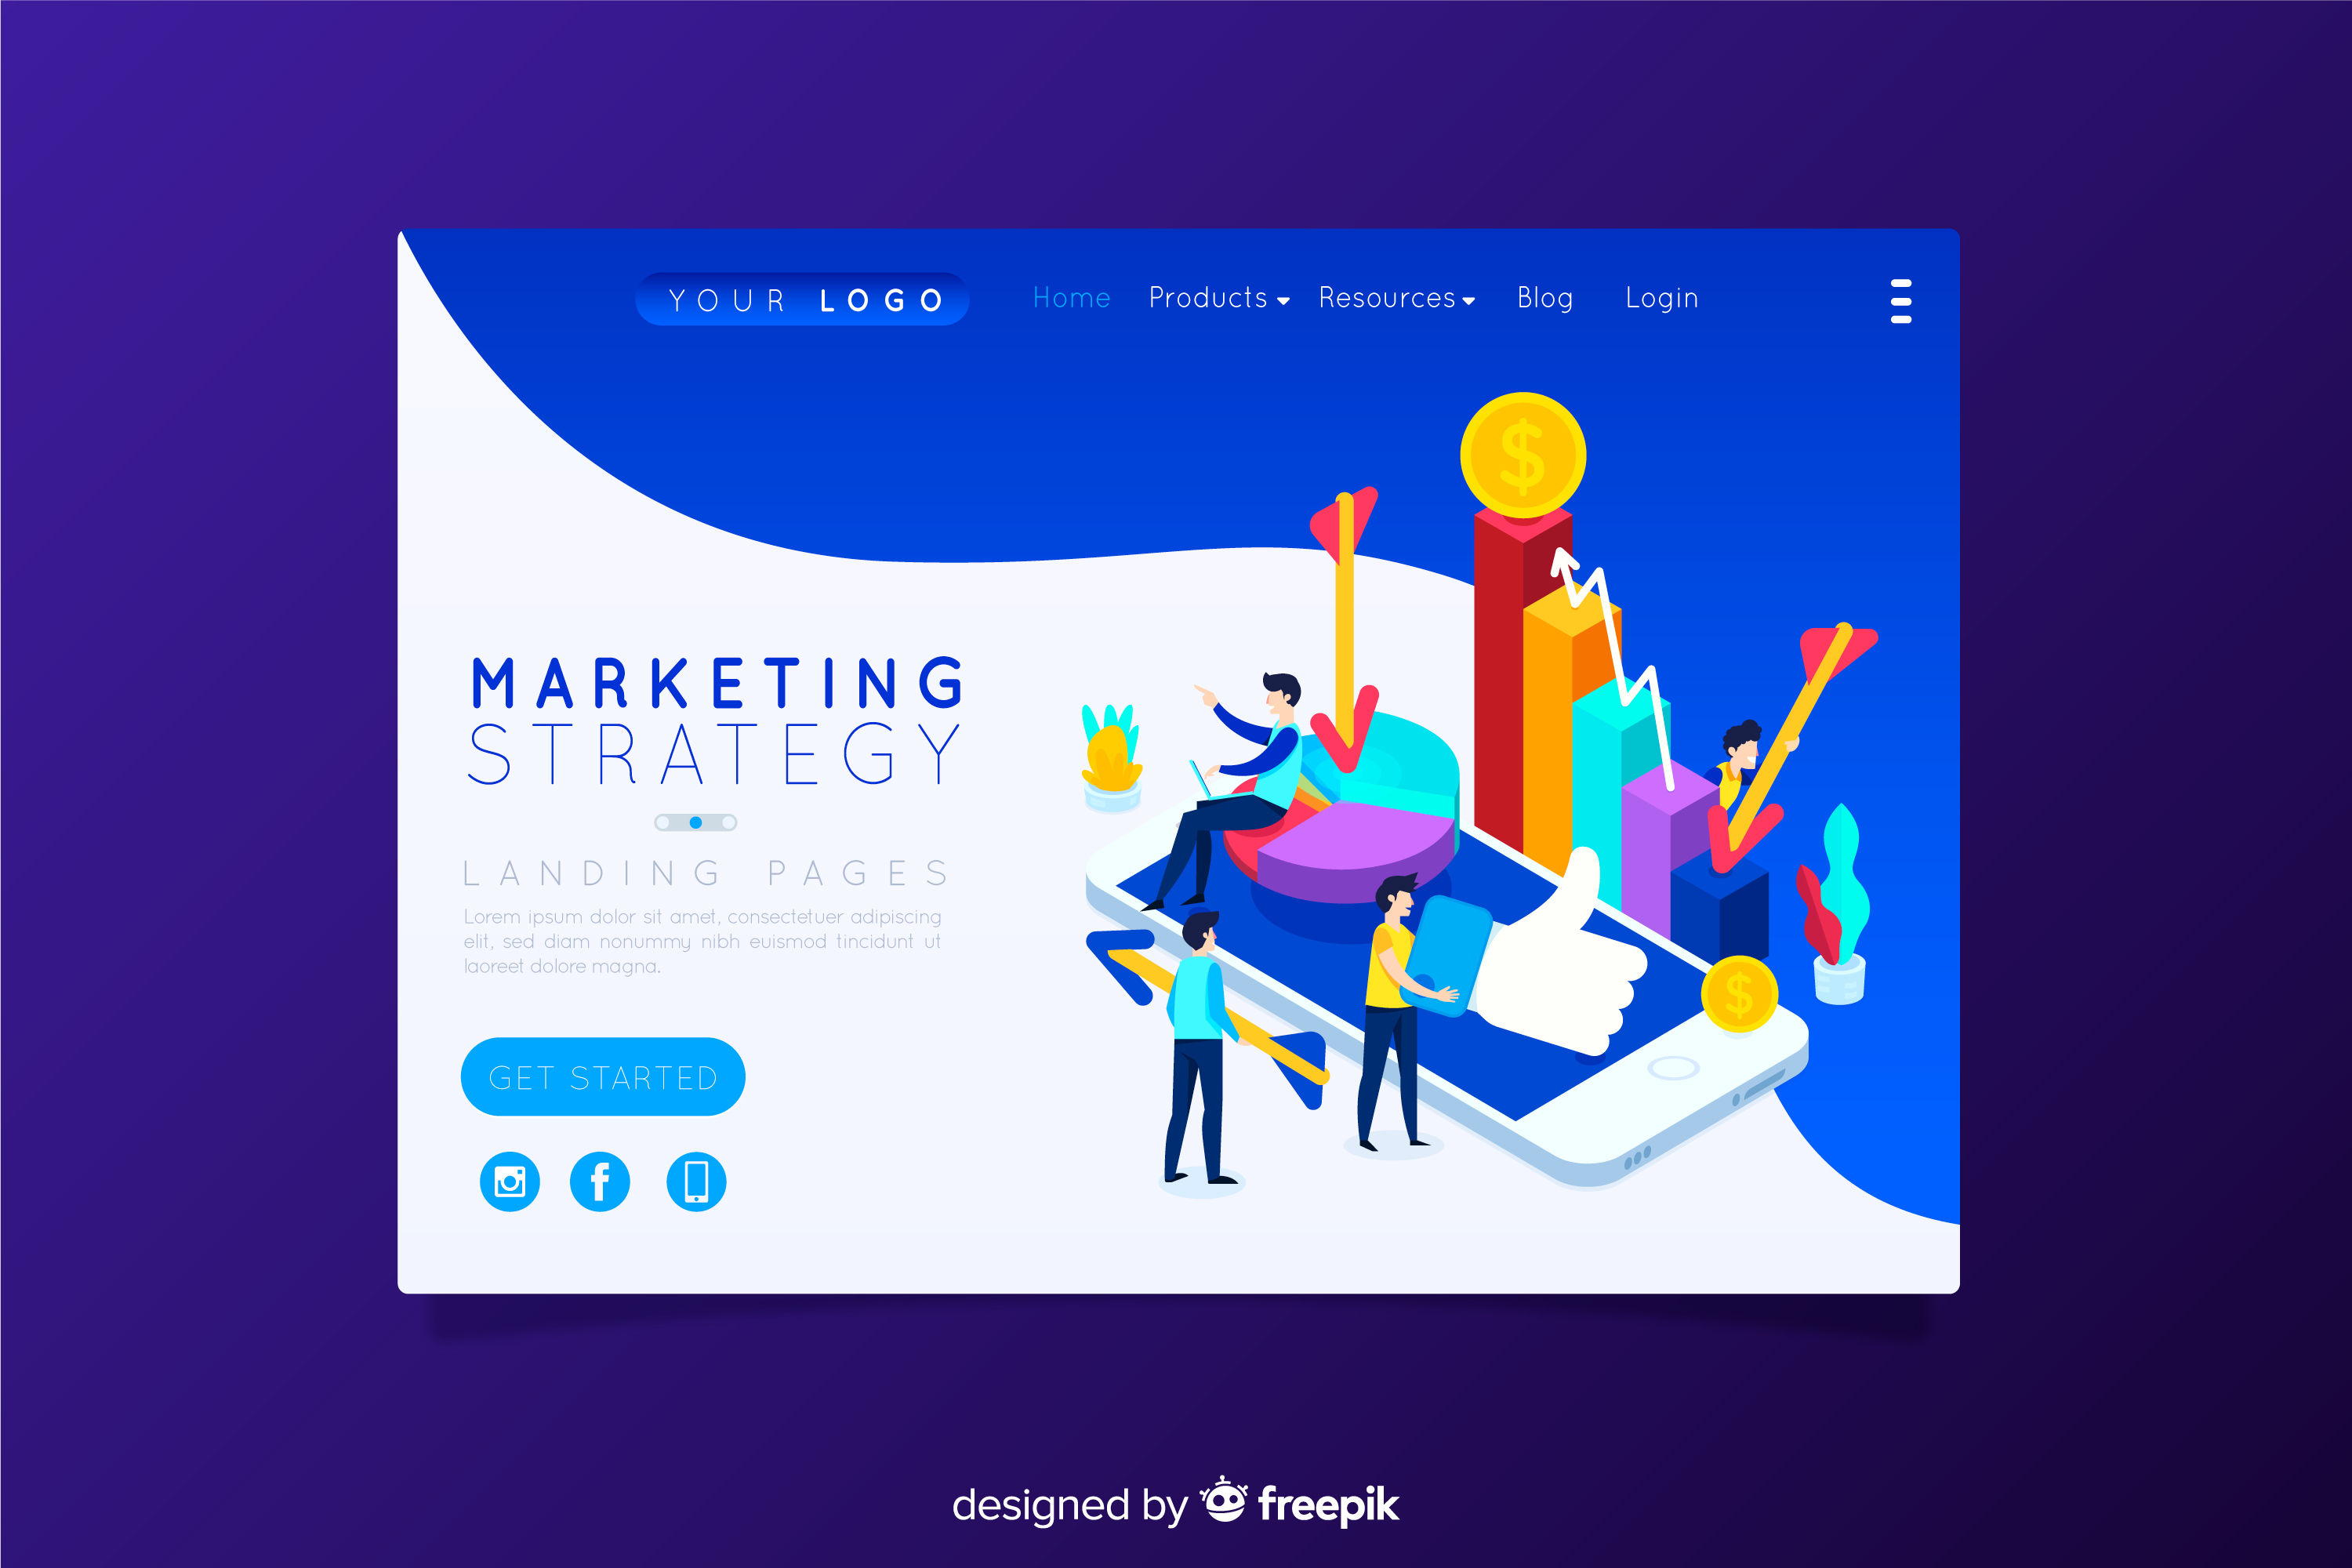 YOUR LOGO
Home Products Resources Blog Login
$
MARKETING
STRATEGY
LANDING PAGES
Lorem ipsum dolor sit amet, consectetuer adipiscing
elit, sed diam nonummy nibh euismod tincidunt ut
laoreet dolore magna.
$
GET STARTED
f
designed by freepik